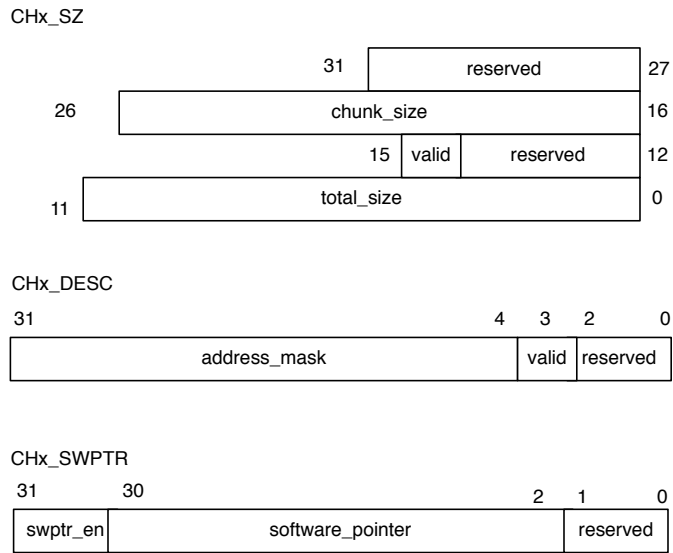 CHx_SZ
31 reserved 27
26 chunk_size 16
15 valid reserved 12
11 total_size 0
CHx_DESC
31 4 3 2 0
address_mask valid reserved
CHx_SWPTR
31 30 2 1 0
swptr_en software_pointer reserved